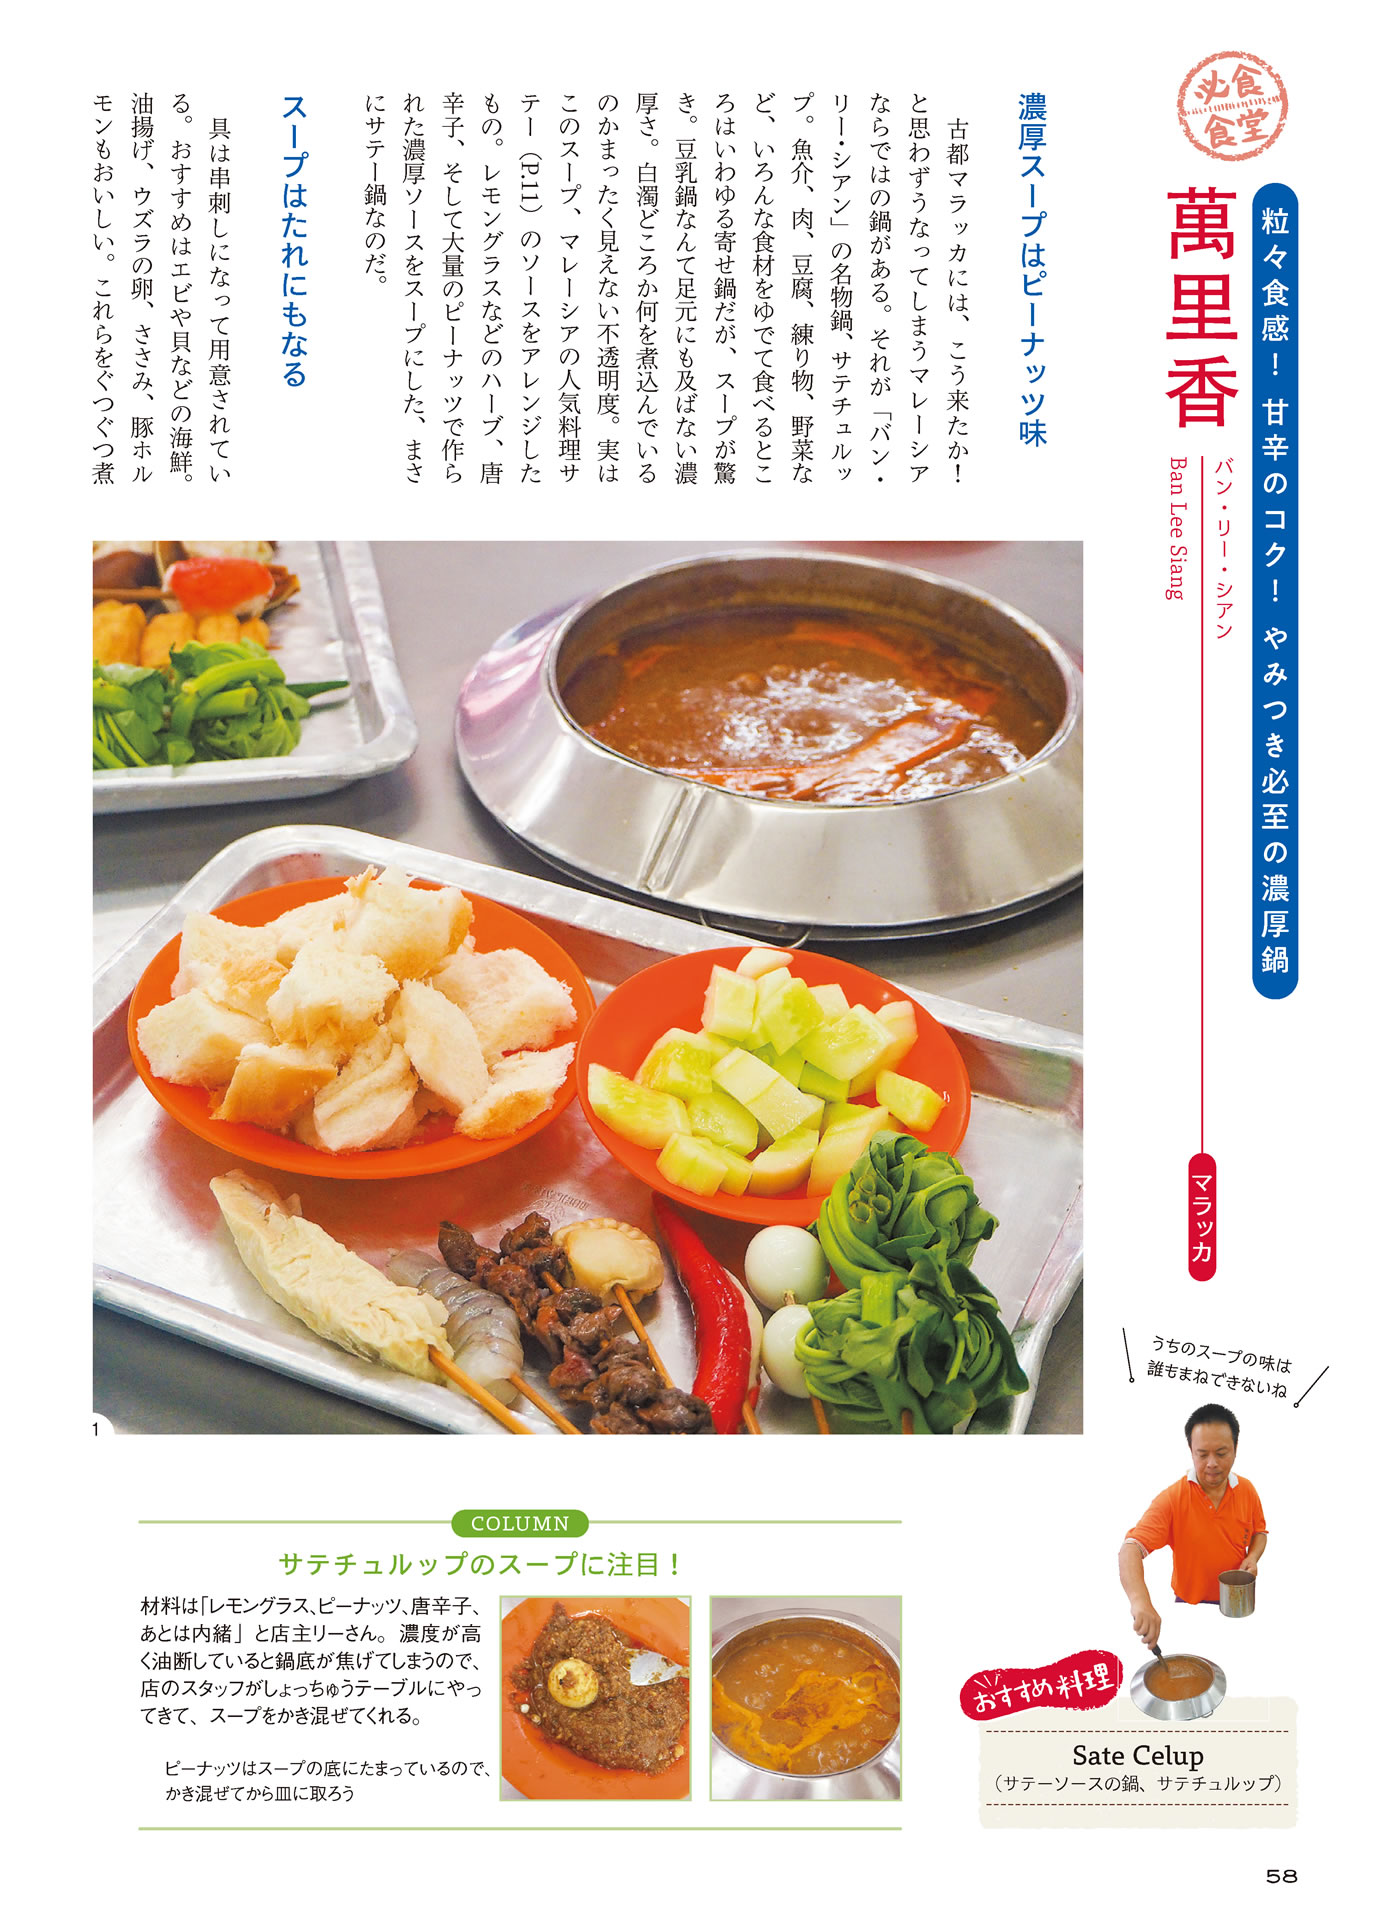 必食
食堂
粒々食感！ 甘辛のコク！ やみつき必至の濃厚鍋
萬里香
バン・リー・シアン
Ban Lee Siang
マラッカ
濃厚スープはピーナッツ味
古都マラッカには、こう来たか！
と思わずうなってしまうマレーシア
ならではの鍋がある。それが「バン・
リー・シアン」の名物鍋、サテチュルッ
プ。魚介、肉、豆腐、練り物、野菜な
ど、いろんな食材をゆでて食べるとこ
ろはいわゆる寄せ鍋だが、スープが驚
き。豆乳鍋なんて足元にも及ばない濃
厚さ。白濁どころか何を煮込んでいる
のかまったく見えない不透明度。実は
このスープ、マレーシアの人気料理サ
テー（P.11）のソースをアレンジした
もの。レモングラスなどのハーブ、唐
辛子、そして大量のピーナッツで作ら
れた濃厚ソースをスープにした、まさ
にサテー鍋なのだ。
スープはたれにもなる
具は串刺しになって用意されてい
る。おすすめはエビや貝などの海鮮。
油揚げ、ウズラの卵、ささみ、豚ホル
モンもおいしい。これらをぐつぐつ煮
1
うちのスープの味は
誰もまねできないね
COLUMN
サテチュルップのスープに注目！
材料は「レモングラス、ピーナッツ、唐辛子、
あとは内緒」と店主リーさん。濃度が高
く油断していると鍋底が焦げてしまうので、
店のスタッフがしょっちゅうテーブルにやっ
てきて、スープをかき混ぜてくれる。
ピーナッツはスープの底にたまっているので、
かき混ぜてから皿に取ろう
おすすめ料理
Sate Celup
（サテーソースの鍋、サテチュルップ）
58